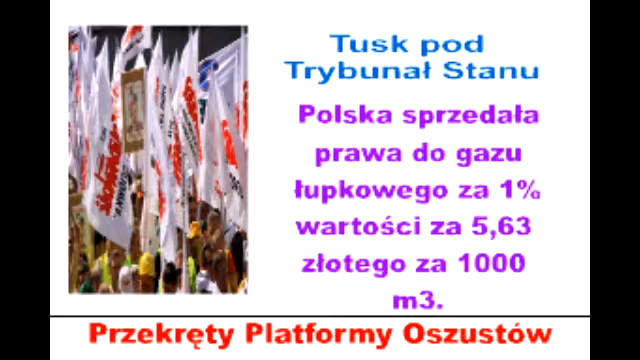 Tusk pod
Trybunał Stanu
Polska sprzedała
prawa do gazu
łupkowego za 1%
wartości za 5,63
złotego za 1000
m3.
Solidarność
Przekręty Platformy Oszustów